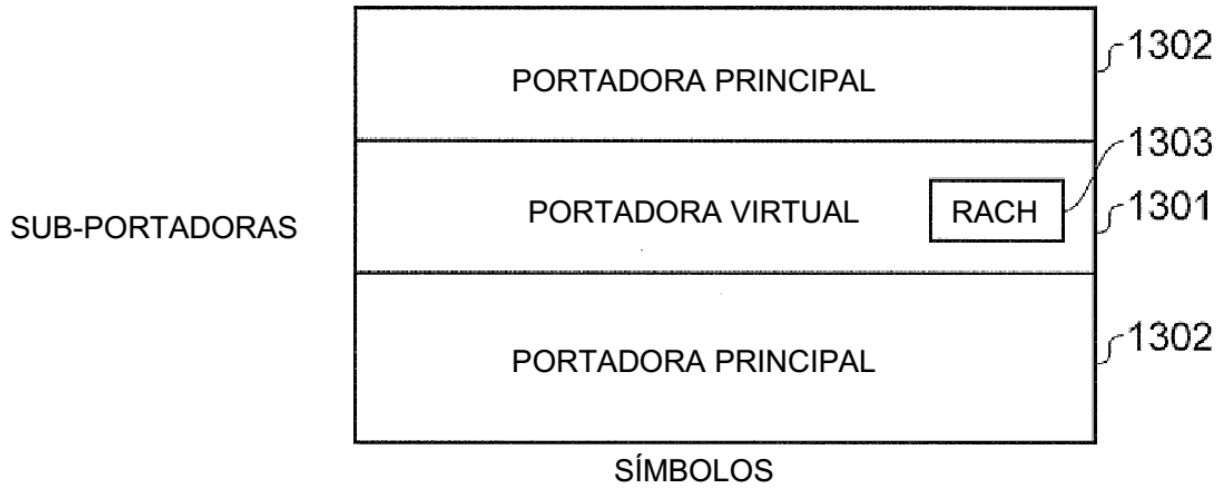 1302
PORTADORA PRINCIPAL
1303
SUB-PORTADORAS
PORTADORA VIRTUAL
RACH
1301
PORTADORA PRINCIPAL
1302
SÍMBOLOS